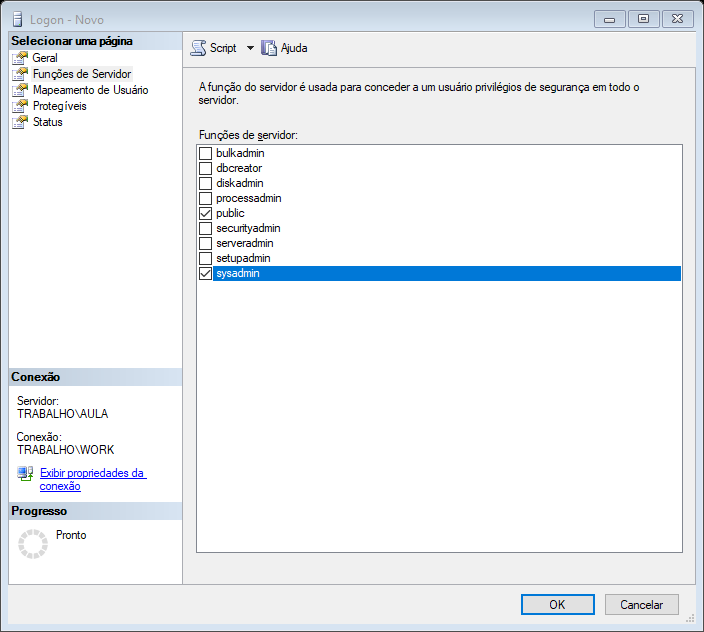 Logon - Novo
Selecionar uma página
Geral
Funções de Servidor
Mapeamento de Usuário
Protegíveis
Status
Script
Ajuda
A função do servidor é usada para conceder a um usuário privilégios de segurança em todo o
servidor.
Funções de servidor:
bulkadmin
dbcreator
diskadmin
processadmin
public
securityadmin
serveradmin
setupadmin
sysadmin
Conexão
Servidor:
TRABALHO\AULA
Conexão:
TRABALHO\WORK
Exibir propriedades da
conexão
Progresso
Pronto
OK
Cancelar